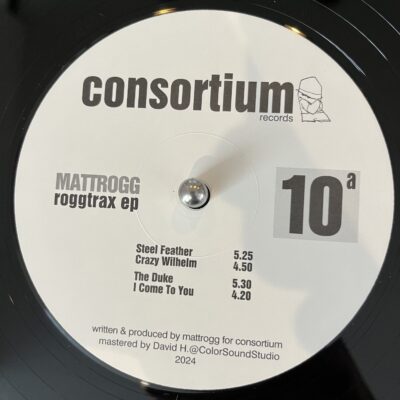 consortium
records
MATTROGG
roggtrax ep
10a
Steel Feather 5.25
Crazy Wilhelm 4.50
The Duke 5.30
I Come To You 4.20
written & produced by mattrogg for consortium
mastered by David H.@ColorSoundStudio
2024